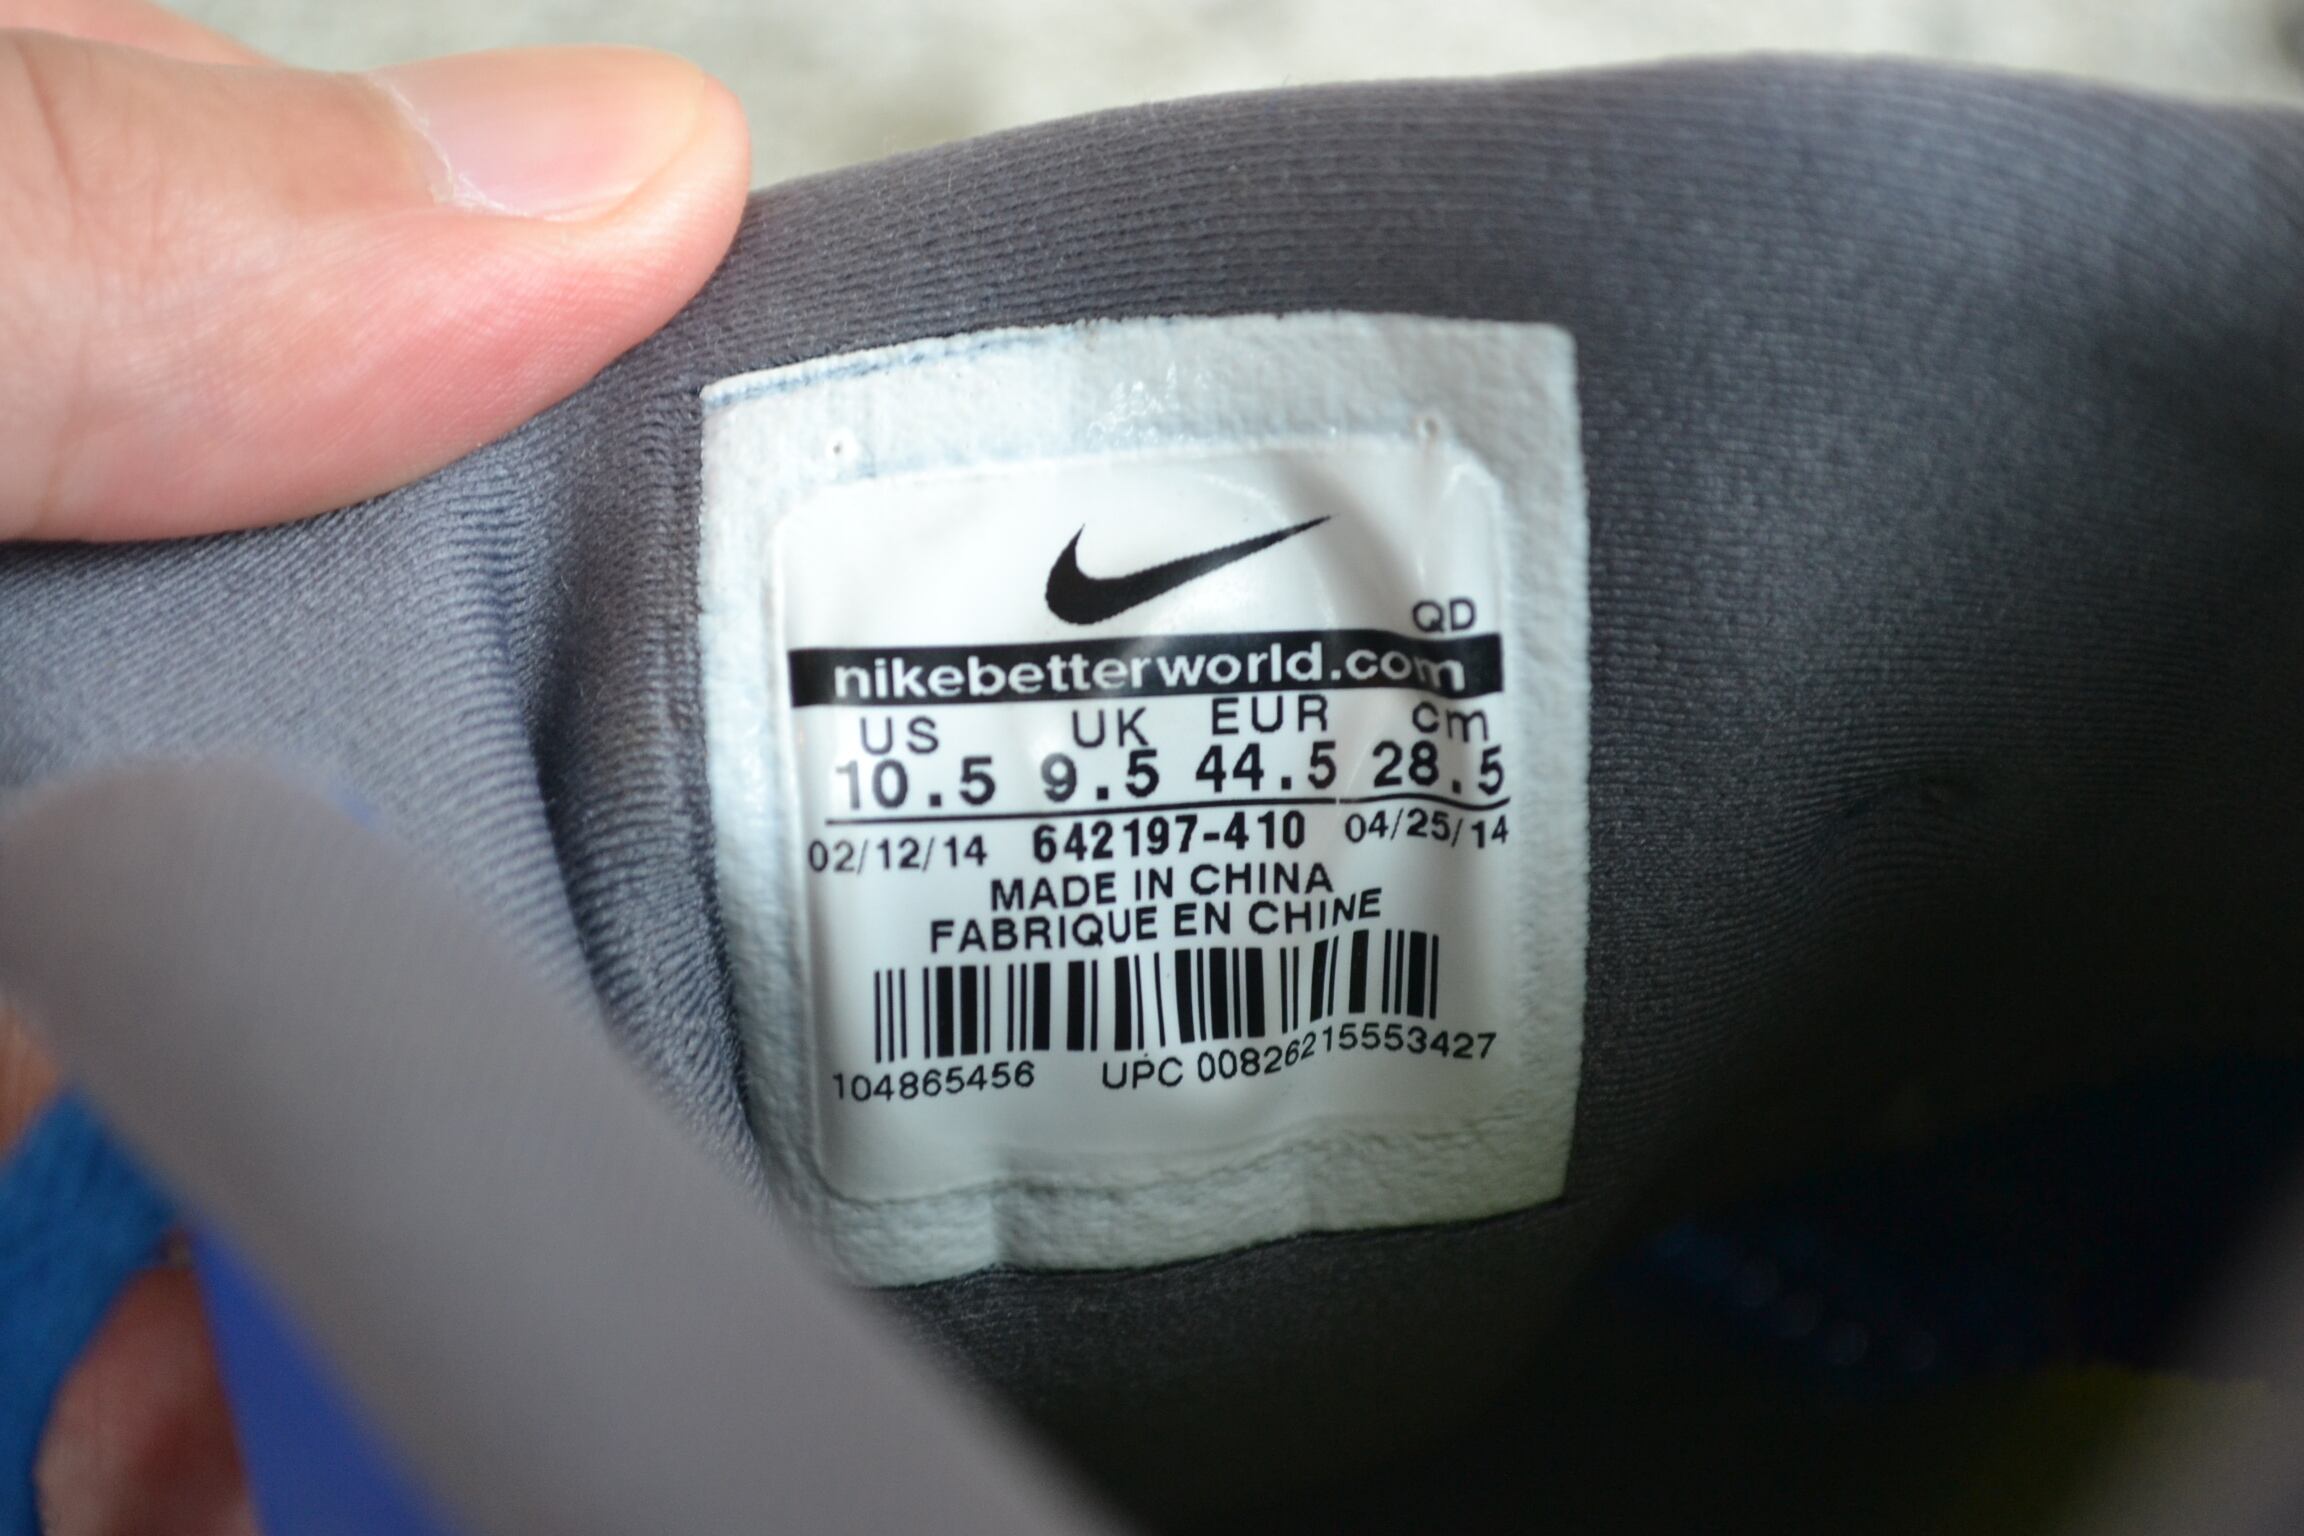 QD
nikebetterworld.com
US UK EUR cm
10.5 9.5 44.5 28.5
02/12/14 642197-410 04/25/14
MADE IN CHINA
FABRIQUE EN CHINE
104865456 UPC 00826215553427